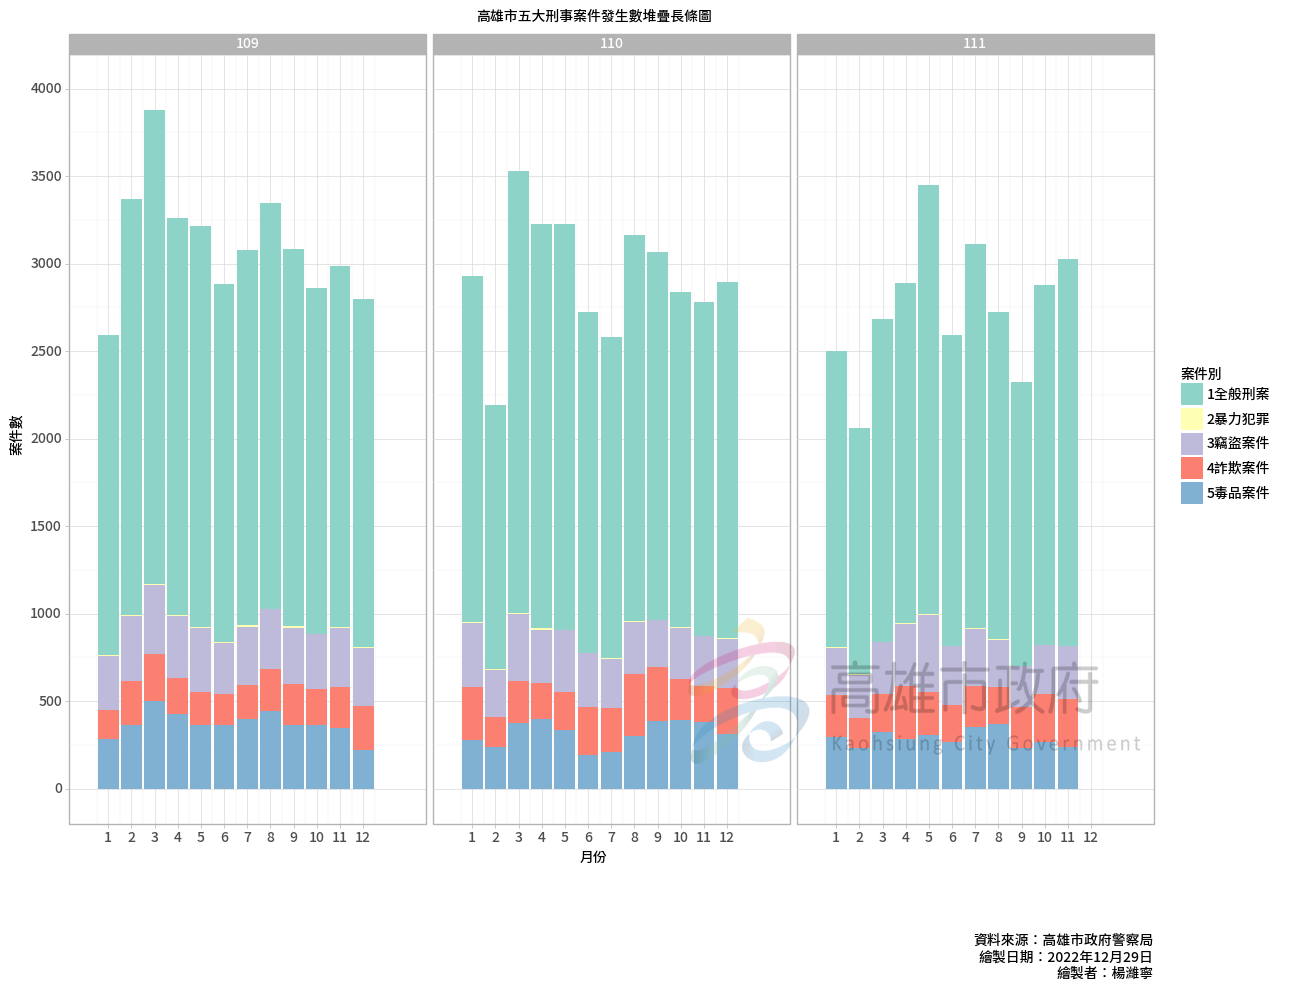 高雄市五大刑事案件發生數堆疊長條圖
109 110 111
4000
3500
3000
2500
2000
1500
1000
500
0
案件數
1 2 3 4 5 6 7 8 9 10 11 12
1 2 3 4 5 6 7 8 9 10 11 12
1 2 3 4 5 6 7 8 9 10 11 12
月份
案件別
1全般刑案
2暴力犯罪
3竊盜案件
4詐欺案件
5毒品案件
高雄市政府
Kaohsiung City Government
資料來源：高雄市政府警察局
繪製日期：2022年12月29日
繪製者：楊濰寧